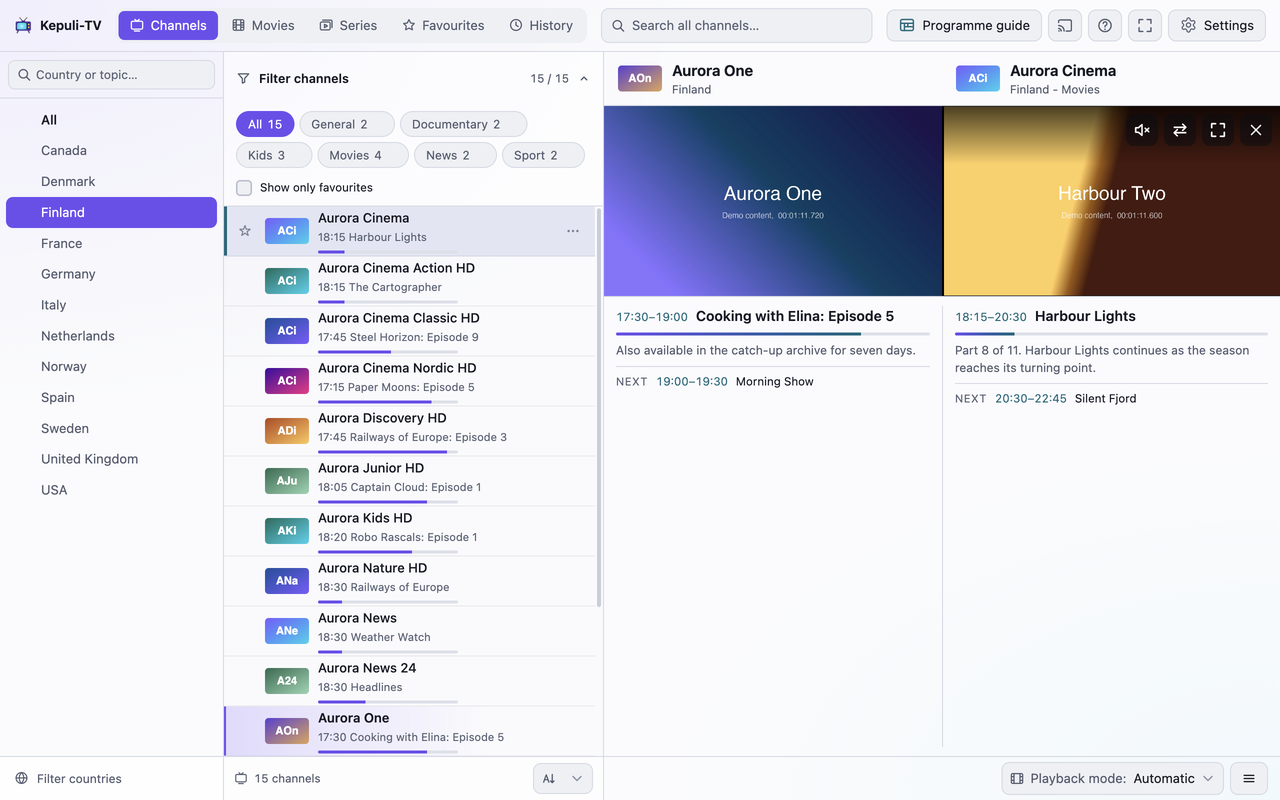 Kepuli-TV
Channels
Movies
Series
Favourites
History
Search all channels...
Programme guide
Settings
Country or topic...
All
Canada
Denmark
Finland
France
Germany
Italy
Netherlands
Norway
Spain
Sweden
United Kingdom
USA
Filter countries
Filter channels
15 / 15
All 15
General 2
Documentary 2
Kids 3
Movies 4
News 2
Sport 2
Show only favourites
ACi
Aurora Cinema
18:15 Harbour Lights
ACi
Aurora Cinema Action HD
18:15 The Cartographer
ACi
Aurora Cinema Classic HD
17:45 Steel Horizon: Episode 9
ACi
Aurora Cinema Nordic HD
17:15 Paper Moons: Episode 5
ADi
Aurora Discovery HD
17:45 Railways of Europe: Episode 3
AJu
Aurora Junior HD
18:05 Captain Cloud: Episode 1
AKi
Aurora Kids HD
18:20 Robo Rascals: Episode 1
ANa
Aurora Nature HD
18:30 Railways of Europe
ANe
Aurora News
18:30 Weather Watch
A24
Aurora News 24
18:30 Headlines
AOn
Aurora One
17:30 Cooking with Elina: Episode 5
15 channels
AOn
Aurora One
Finland
ACi
Aurora Cinema
Finland - Movies
Aurora One
Demo content, 00:01:11.720
Harbour Two
Demo content, 00:01:11.600
17:30–19:00 Cooking with Elina: Episode 5
Also available in the catch-up archive for seven days.
NEXT 19:00–19:30 Morning Show
18:15–20:30 Harbour Lights
Part 8 of 11. Harbour Lights continues as the season
reaches its turning point.
NEXT 20:30–22:45 Silent Fjord
Playback mode: Automatic